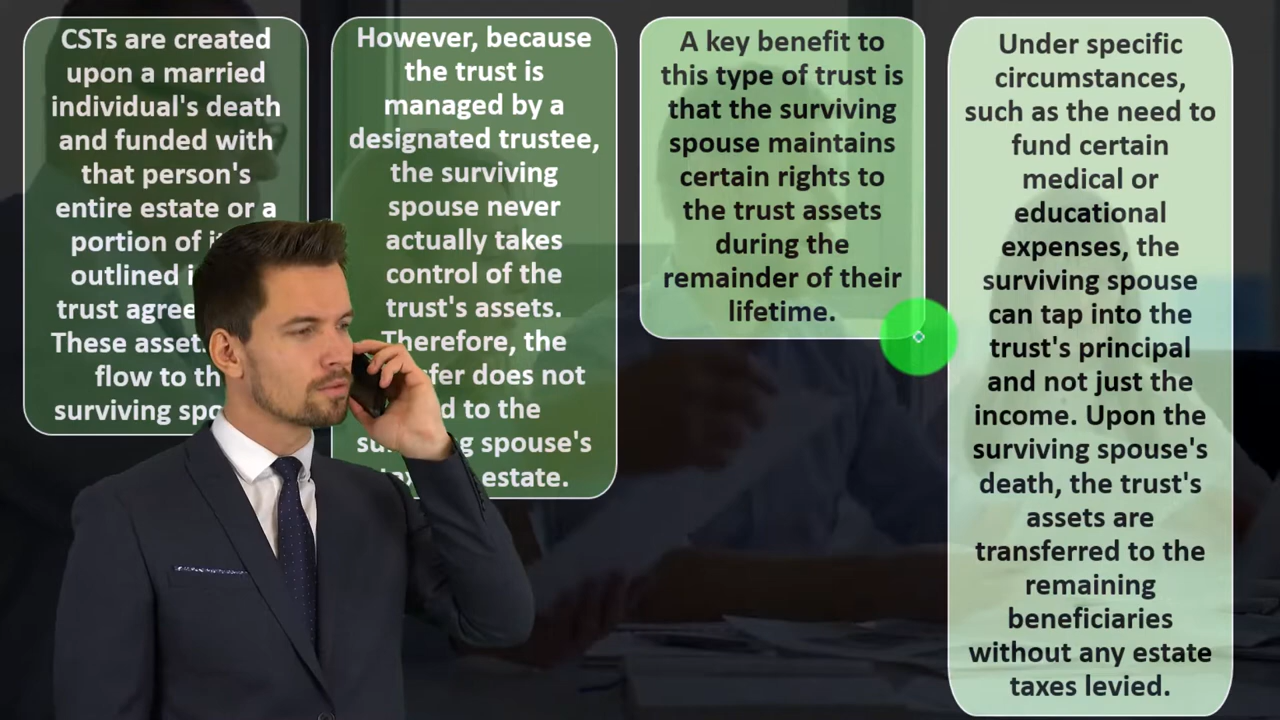 CSTs are created
upon a married
individual's death
and funded with
that person's
entire estate or a
portion of
outlined
trust
These
flow to
surviving
However, because
the trust is
managed by a
designated trustee,
the surviving
spouse never
actually takes
control of the
trust's assets.
Therefore, the
does not
to the
spouse's
estate.
A key benefit to
this type of trust is
that the surviving
spouse maintains
certain rights to
the trust assets
during the
remainder of their
lifetime.
Under specific
circumstances,
such as the need to
fund certain
medical or
educational
expenses, the
surviving spouse
can tap into the
trust's principal
and not just the
income. Upon the
surviving spouse's
death, the trust's
assets are
transferred to the
remaining
beneficiaries
without any estate
taxes levied.